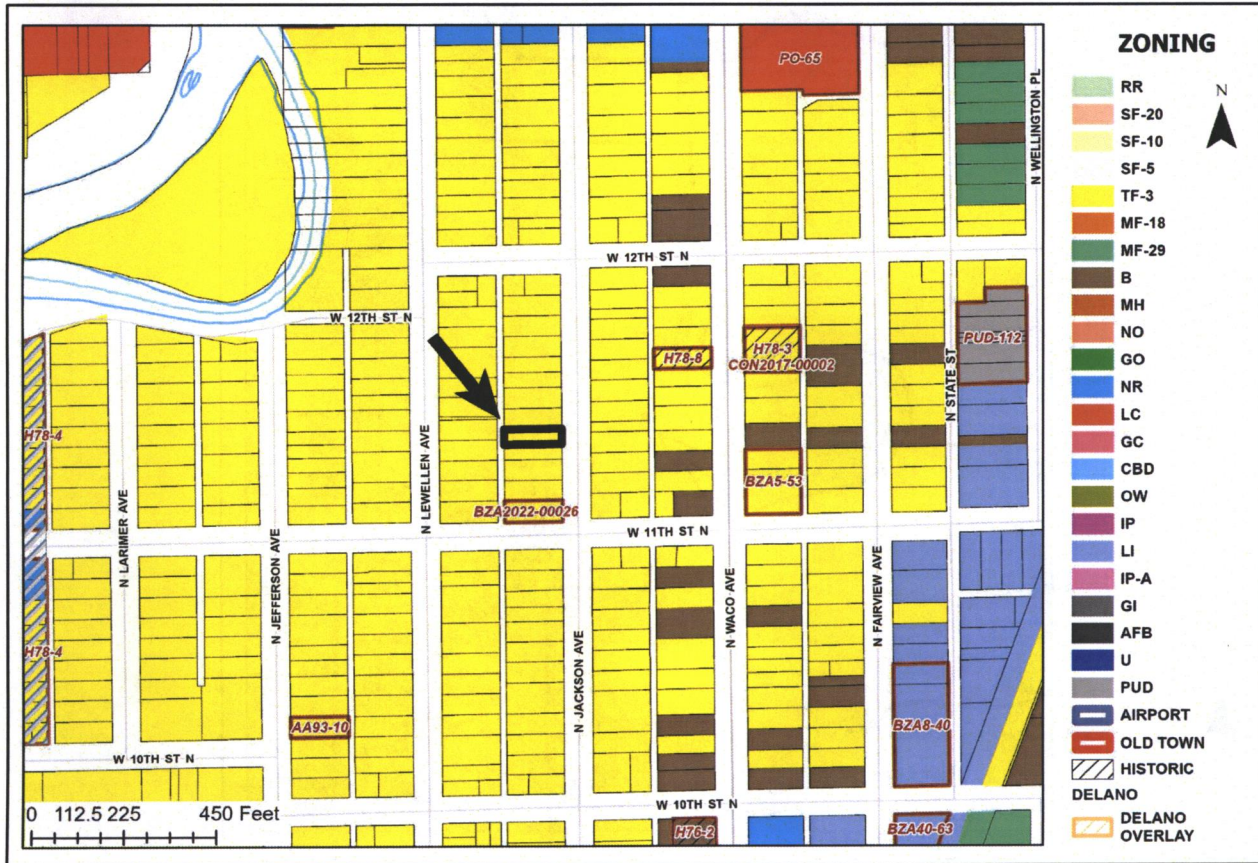 PO-65
N WELLINGTON PL
W 12TH ST N
W 12TH ST N
H78-8
H78-3
CON2017-00002
PUD-112
N STATE ST
H78-4
N LARIMER AVE
N JEFFERSON AVE
N LEWELLEN AVE
BZA2022-00026
BZA5-53
W 11TH ST N
N JACKSON AVE
N WACO AVE
N FAIRVIEW AVE
H78-4
AA93-10
BZA8-40
W 10TH ST N
W 10TH ST N
H76-2
BZA40-63
0 112.5 225 450 Feet
ZONING
N
RR
SF-20
SF-10
SF-5
TF-3
MF-18
MF-29
B
MH
NO
GO
NR
LC
GC
CBD
OW
IP
LI
IP-A
GI
AFB
U
PUD
AIRPORT
OLD TOWN
HISTORIC
DELANO
DELANO
OVERLAY